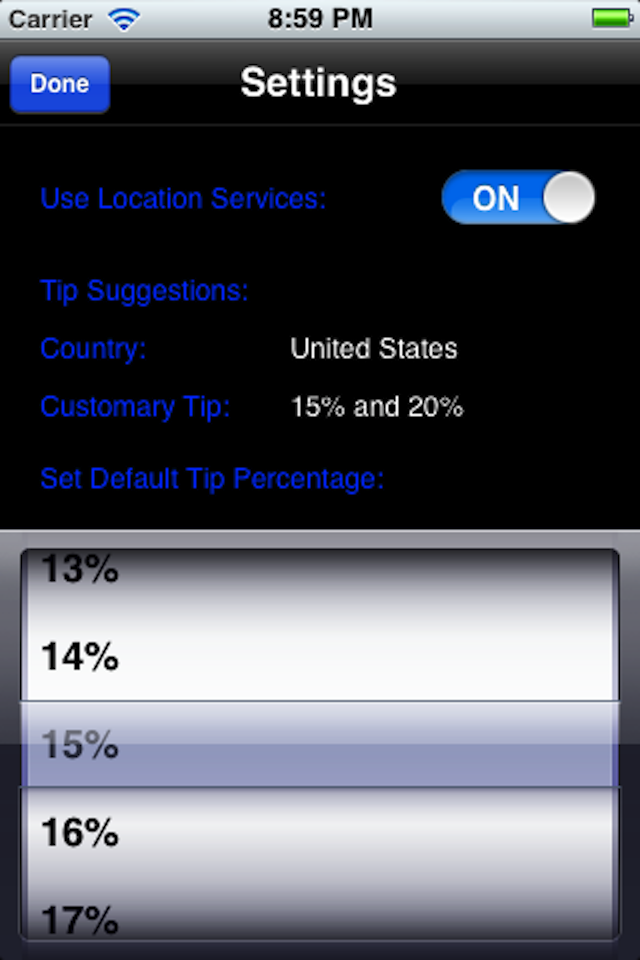 Carrier 8:59 PM
Done Settings
Use Location Services: ON
Tip Suggestions:
Country: United States
Customary Tip: 15% and 20%
Set Default Tip Percentage:
13%
14%
15%
16%
17%